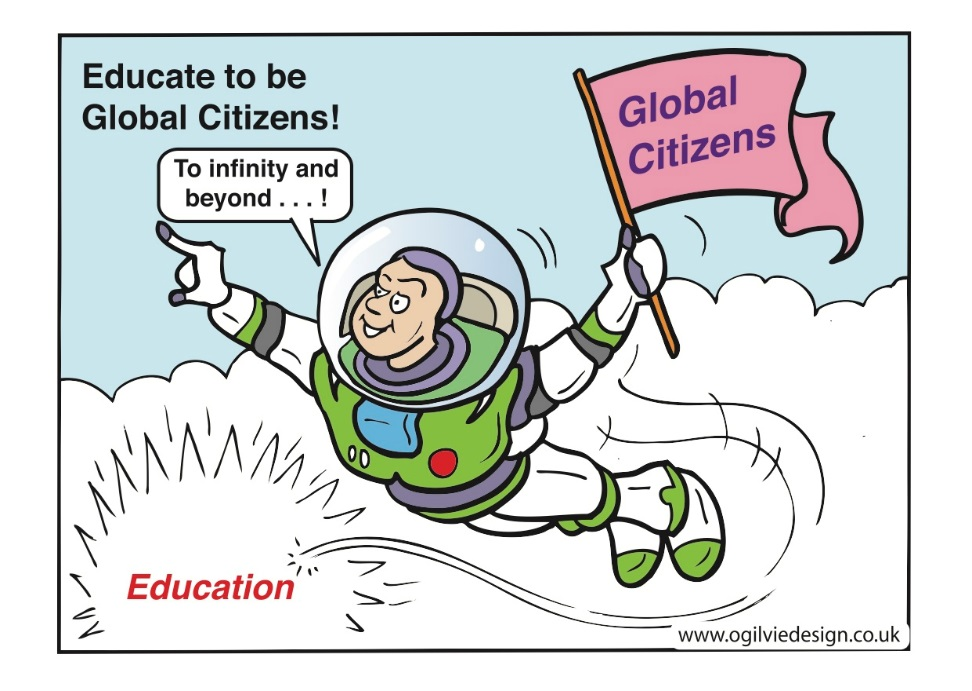 Educate to be
Global Citizens!
To infinity and
beyond . . . !
Global
Citizens
Education
www.ogilviedesign.co.uk